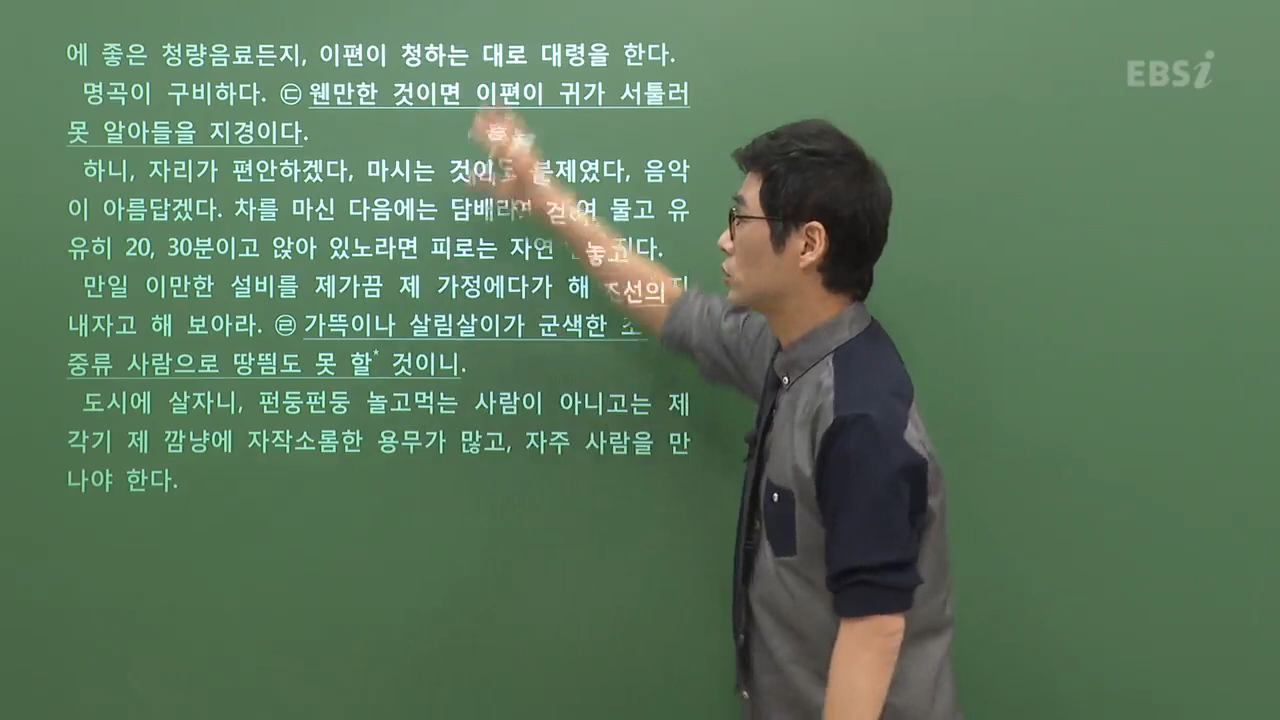 에 좋은 청량음료든지, 이편이 청하는 대로 대령을 한다.
명곡이 구비하다. ㉢ 웬만한 것이면 이편이 귀가 서툴러
못 알아들을 지경이다.
하니, 자리가 편안하겠다, 마시는 것이 문제였다, 음악
이 아름답겠다. 차를 마신 다음에는 담배라면 물고 유
유히 20, 30분이고 앉아 있노라면 피로는 자연 놓인다.
만일 이만한 설비를 제가끔 제 가정에다가 해
내자고 해 보아라. ㉣ 가뜩이나 살림살이가 군색한 조선의
중류 사람으로 땅띔도 못 할* 것이니.
도시에 살자니, 펀둥펀둥 놀고먹는 사람이 아니고는 제
각기 제 깜냥에 자작소롬한 용무가 많고, 자주 사람을 만
나야 한다.
EBSi